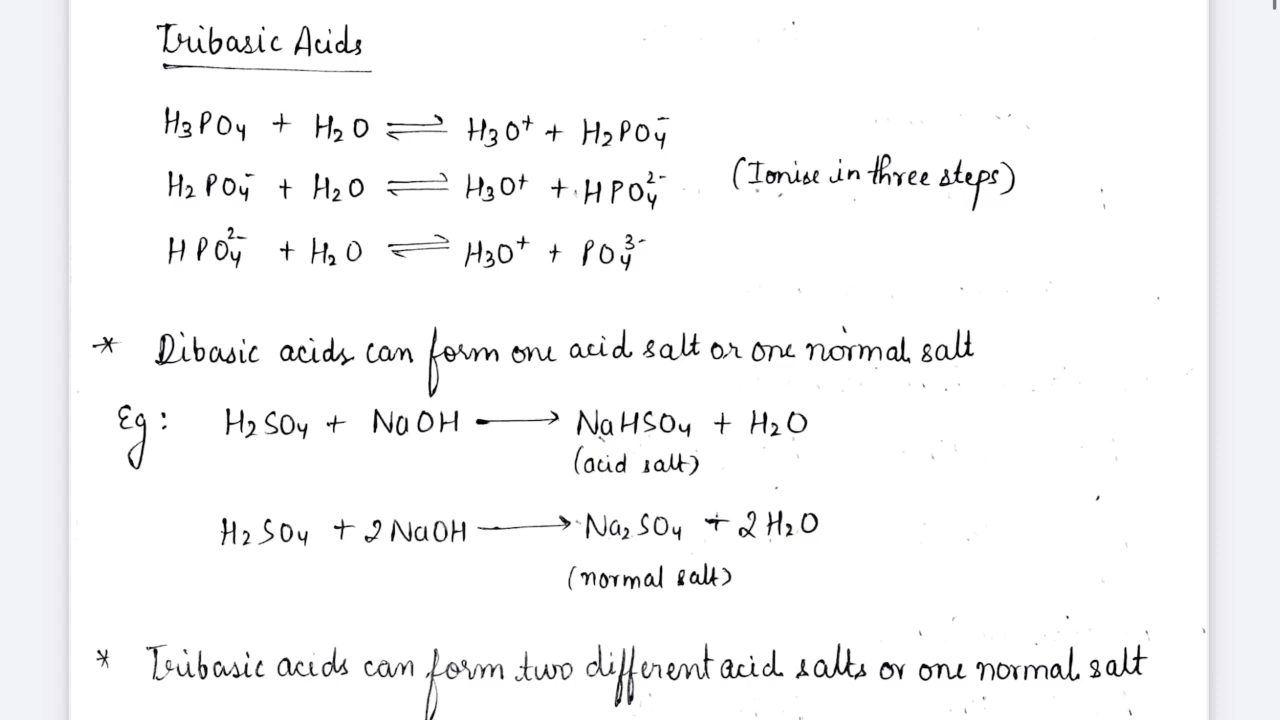 Tribasic Acids
H₃PO₄ + H₂O ⇌ H₃O⁺ + H₂PO₄⁻
H₂PO₄⁻ + H₂O ⇌ H₃O⁺ + HPO₄²⁻ (Ionise in three steps)
HPO₄²⁻ + H₂O ⇌ H₃O⁺ + PO₄³⁻
* Dibasic acids can form one acid salt or one normal salt
Eg: H₂SO₄ + NaOH ⟶ NaHSO₄ + H₂O
(acid salt)
H₂SO₄ + 2NaOH ⟶ Na₂SO₄ + 2H₂O
(normal salt)
* Tribasic acids can form two different acid salts or one normal salt